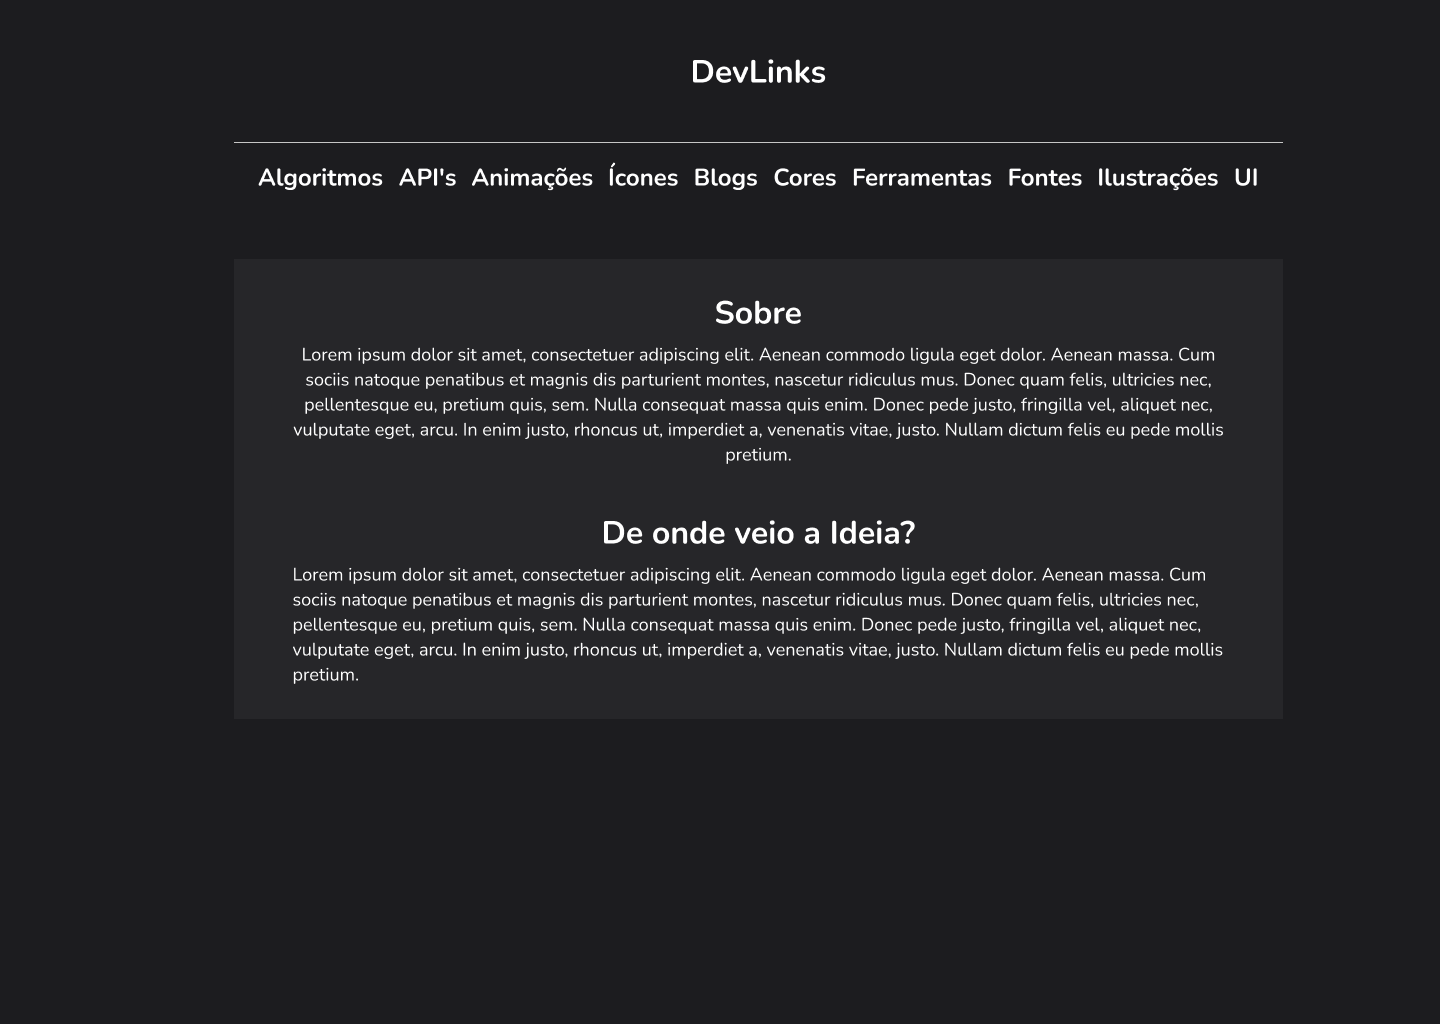 DevLinks
Algoritmos API's Animações Ícones Blogs Cores Ferramentas Fontes Ilustrações UI
Sobre
Lorem ipsum dolor sit amet, consectetuer adipiscing elit. Aenean commodo ligula eget dolor. Aenean massa. Cum
sociis natoque penatibus et magnis dis parturient montes, nascetur ridiculus mus. Donec quam felis, ultricies nec,
pellentesque eu, pretium quis, sem. Nulla consequat massa quis enim. Donec pede justo, fringilla vel, aliquet nec,
vulputate eget, arcu. In enim justo, rhoncus ut, imperdiet a, venenatis vitae, justo. Nullam dictum felis eu pede mollis
pretium.
De onde veio a Ideia?
Lorem ipsum dolor sit amet, consectetuer adipiscing elit. Aenean commodo ligula eget dolor. Aenean massa. Cum
sociis natoque penatibus et magnis dis parturient montes, nascetur ridiculus mus. Donec quam felis, ultricies nec,
pellentesque eu, pretium quis, sem. Nulla consequat massa quis enim. Donec pede justo, fringilla vel, aliquet nec,
vulputate eget, arcu. In enim justo, rhoncus ut, imperdiet a, venenatis vitae, justo. Nullam dictum felis eu pede mollis
pretium.